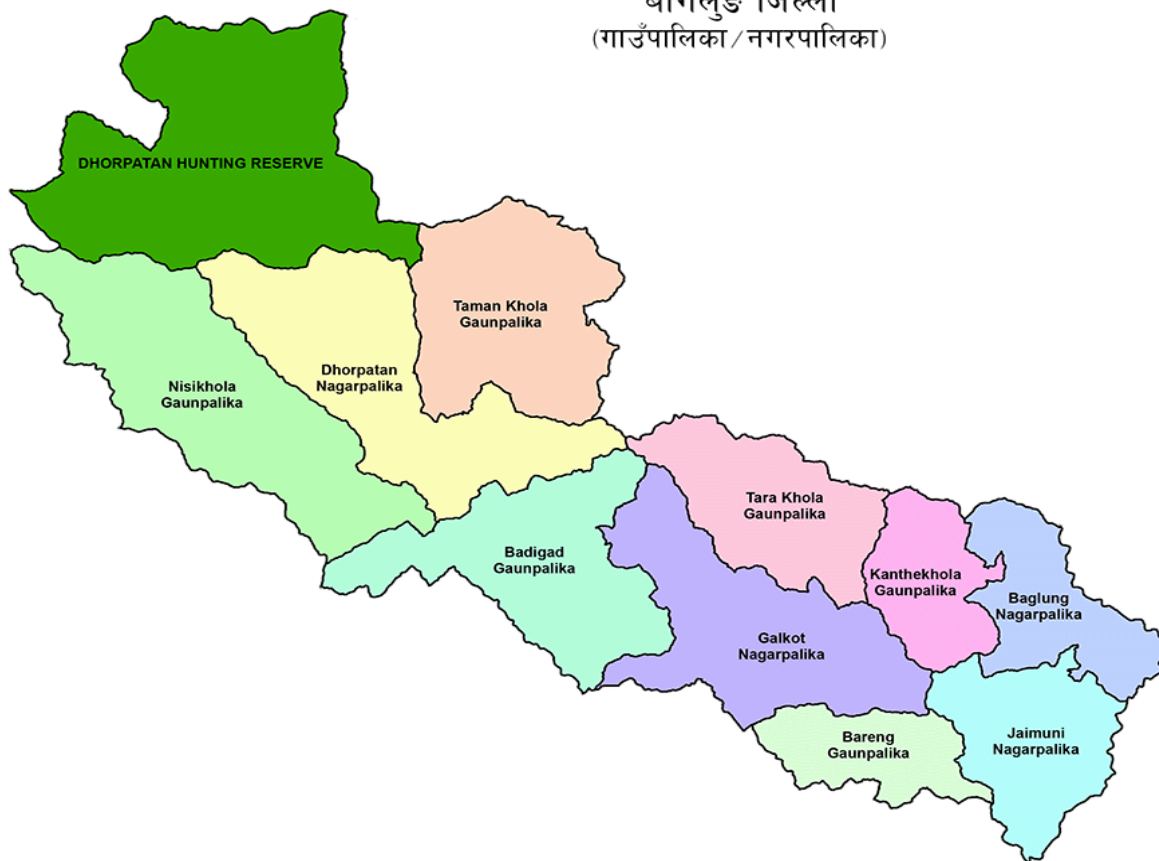 बागलुङ जिल्ला
(गाउँपालिका/नगरपालिका)
DHORPATAN HUNTING RESERVE
Taman Khola
Gaunpalika
Dhorpatan
Nagarpalika
Nisikhola
Gaunpalika
Tara Khola
Gaunpalika
Badigad
Gaunpalika
Kanthekhola
Gaunpalika
Baglung
Nagarpalika
Galkot
Nagarpalika
Bareng
Gaunpalika
Jaimuni
Nagarpalika